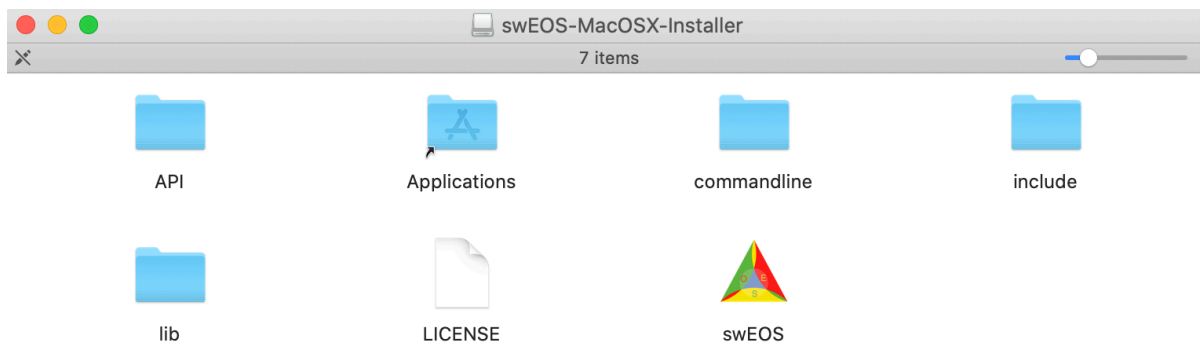 swEOS-MacOSX-Installer
7 items
API Applications commandline include
lib LICENSE swEOS